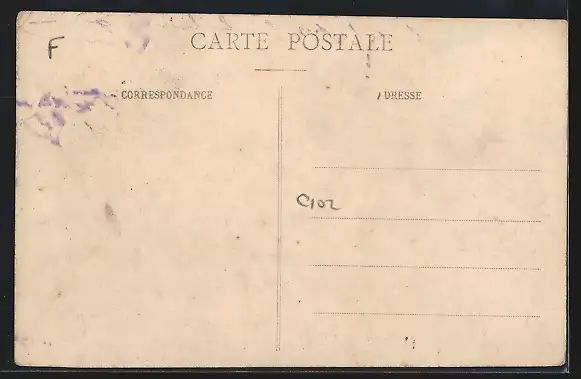 F
CARTE POSTALE
CORRESPONDANCE
ADRESSE
C102